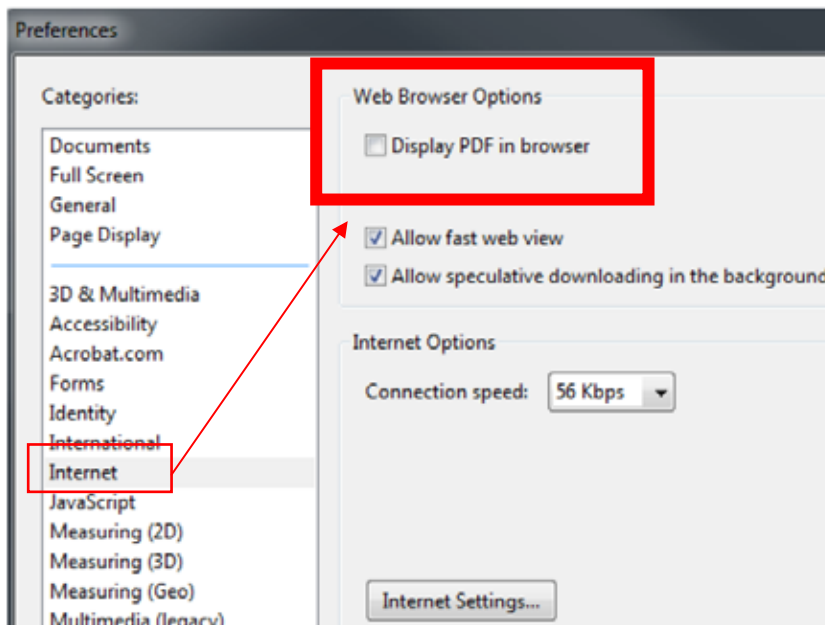 Preferences
Categories:
Documents
Full Screen
General
Page Display
3D & Multimedia
Accessibility
Acrobat.com
Forms
Identity
International
Internet
JavaScript
Measuring (2D)
Measuring (3D)
Measuring (Geo)
Multimedia (legacy)
Web Browser Options
Display PDF in browser
Allow fast web view
Allow speculative downloading in the background
Internet Options
Connection speed: 56 Kbps
Internet Settings...